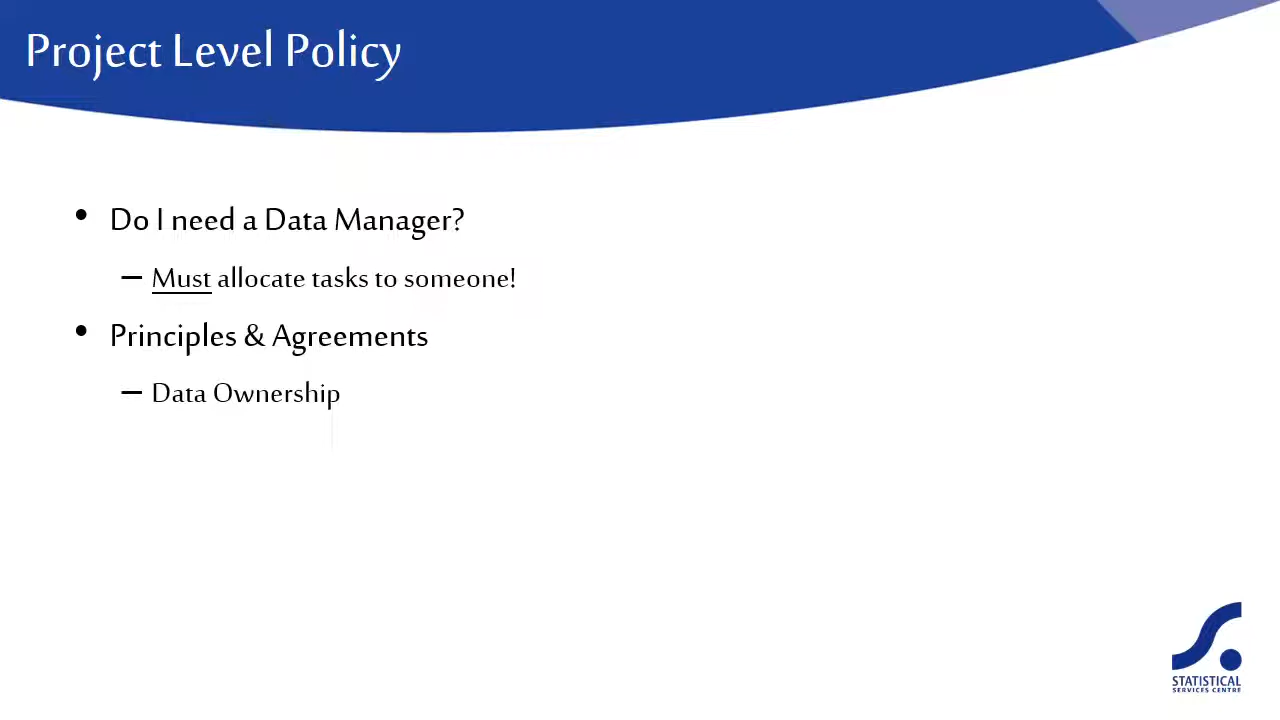 Project Level Policy
• Do I need a Data Manager?
– Must allocate tasks to someone!
• Principles & Agreements
– Data Ownership
STATISTICAL
SERVICES CENTRE